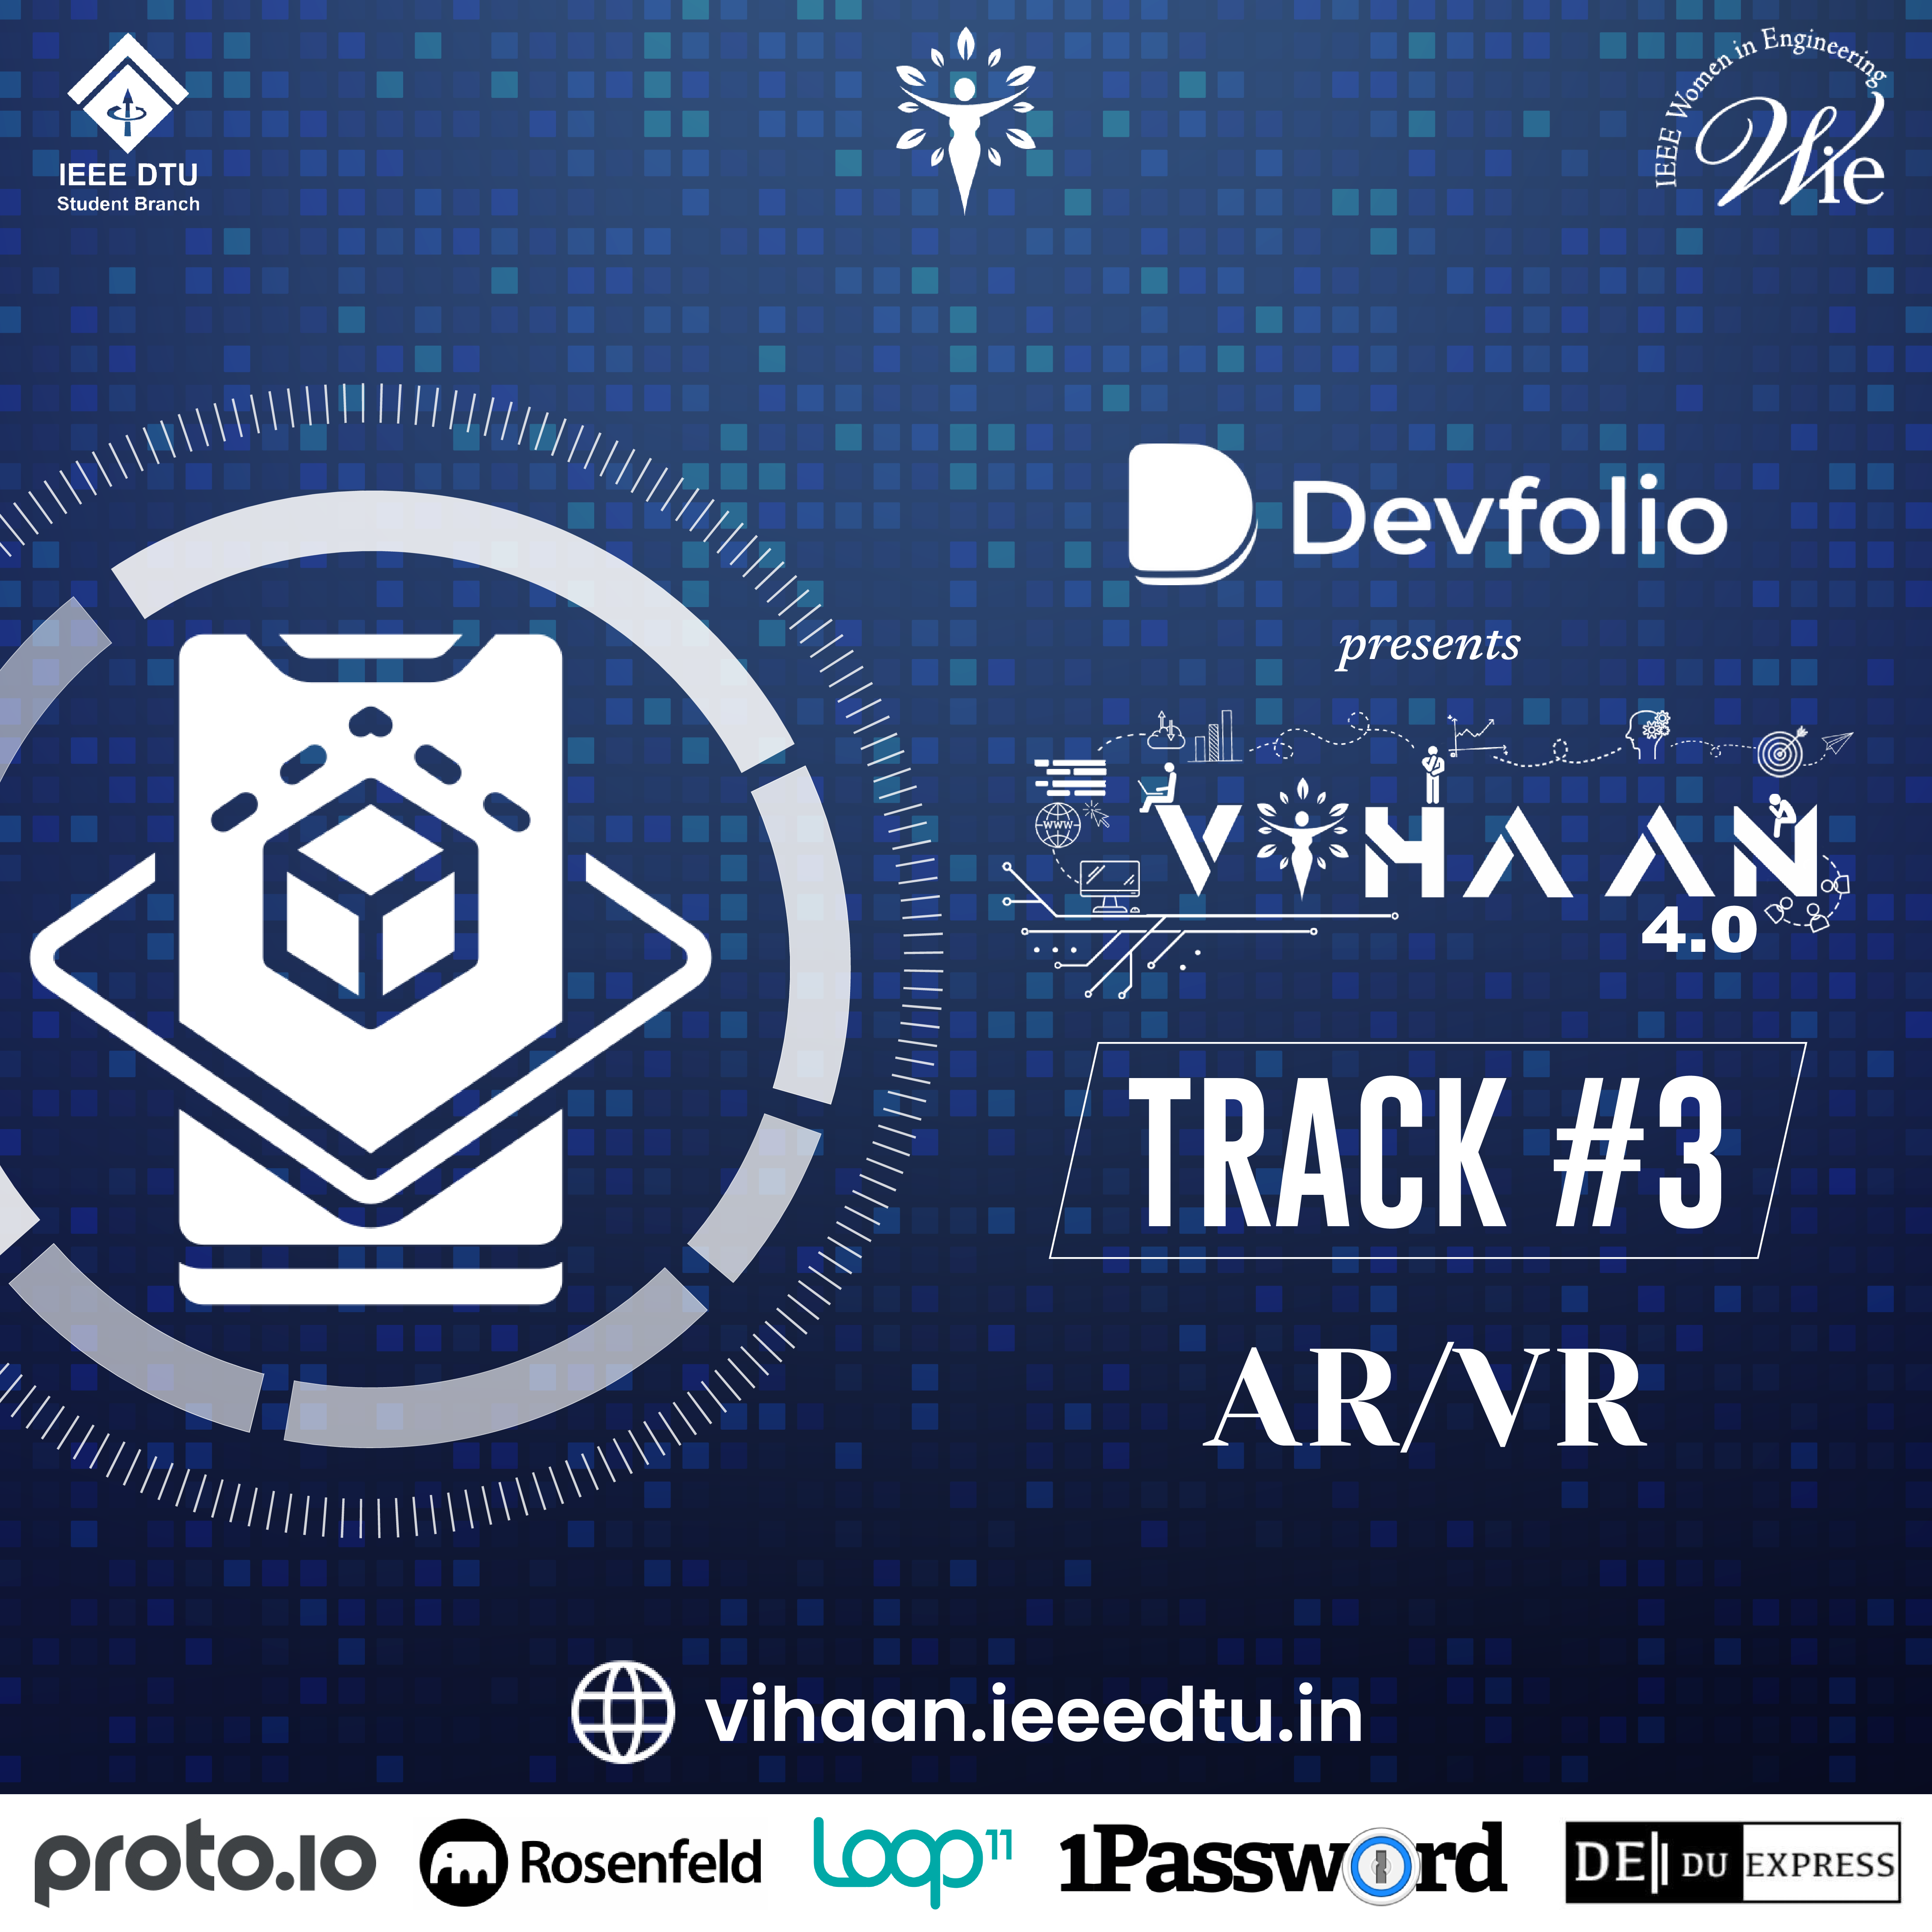 IEEE DTU
Student Branch
IEEE Women in Engineering
Wie
Devfolio
presents
www
VIHAAN
4.0
TRACK #3
AR/VR
vihaan.ieeedtu.in
proto.io
Rosenfeld
Loop11
1Password
DE|| DU EXPRESS